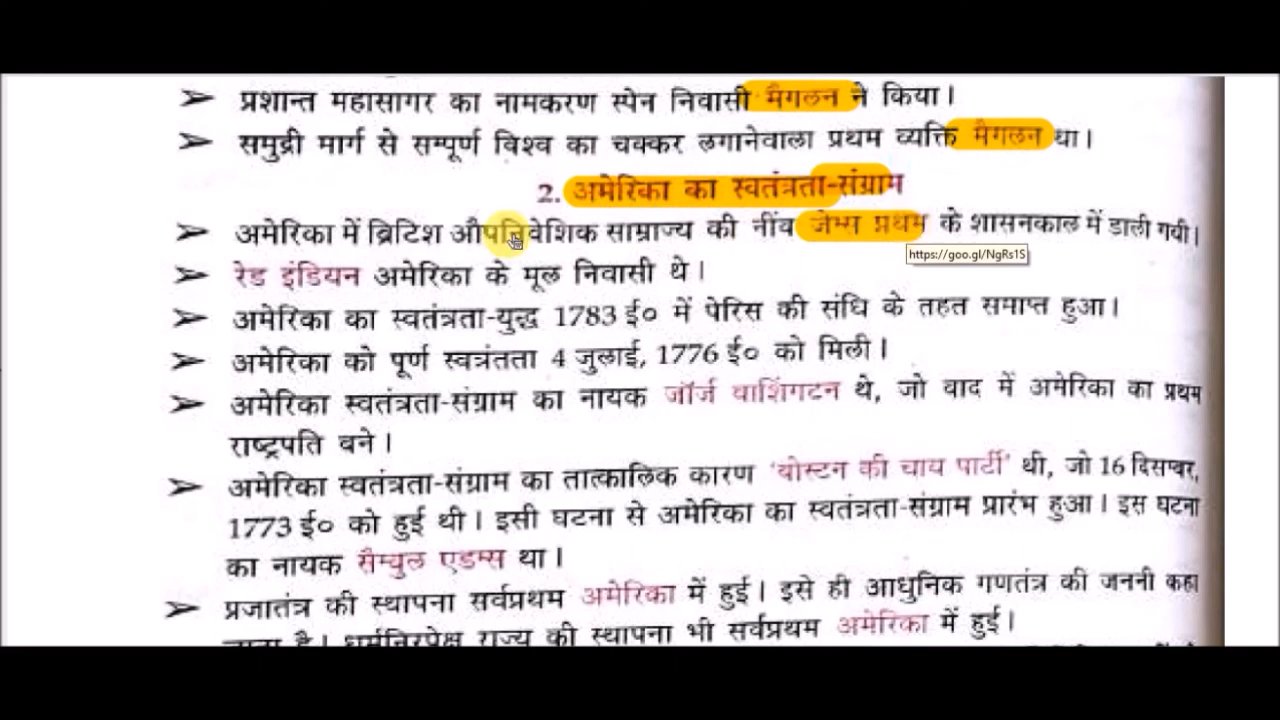 ➢ प्रशान्त महासागर का नामकरण स्पेन निवासी मैगलन ने किया।
➢ समुद्री मार्ग से सम्पूर्ण विश्व का चक्कर लगानेवाला प्रथम व्यक्ति मैगलन था।
2. अमेरिका का स्वतंत्रता-संग्राम
➢ अमेरिका में ब्रिटिश औपनिवेशिक साम्राज्य की नींव जेम्स प्रथम के शासनकाल में डाली गयी।
https://goo.gl/NgRs1S
➢ रेड इंडियन अमेरिका के मूल निवासी थे।
➢ अमेरिका का स्वतंत्रता-युद्ध 1783 ई० में पेरिस की संधि के तहत समाप्त हुआ।
➢ अमेरिका को पूर्ण स्वत्रंतता 4 जुलाई, 1776 ई० को मिली।
➢ अमेरिका स्वतंत्रता-संग्राम का नायक जॉर्ज वाशिंगटन थे, जो बाद में अमेरिका का प्रथम
राष्ट्रपति बने।
➢ अमेरिका स्वतंत्रता-संग्राम का तात्कालिक कारण 'बोस्टन की चाय पार्टी' थी, जो 16 दिसम्बर,
1773 ई० को हुई थी। इसी घटना से अमेरिका का स्वतंत्रता-संग्राम प्रारंभ हुआ। इस घटना
का नायक सैम्युल एडम्स था।
➢ प्रजातंत्र की स्थापना सर्वप्रथम अमेरिका में हुई। इसे ही आधुनिक गणतंत्र की जननी कहा
जाता है। धर्मनिरपेक्ष राज्य की स्थापना भी सर्वप्रथम अमेरिका में हुई।